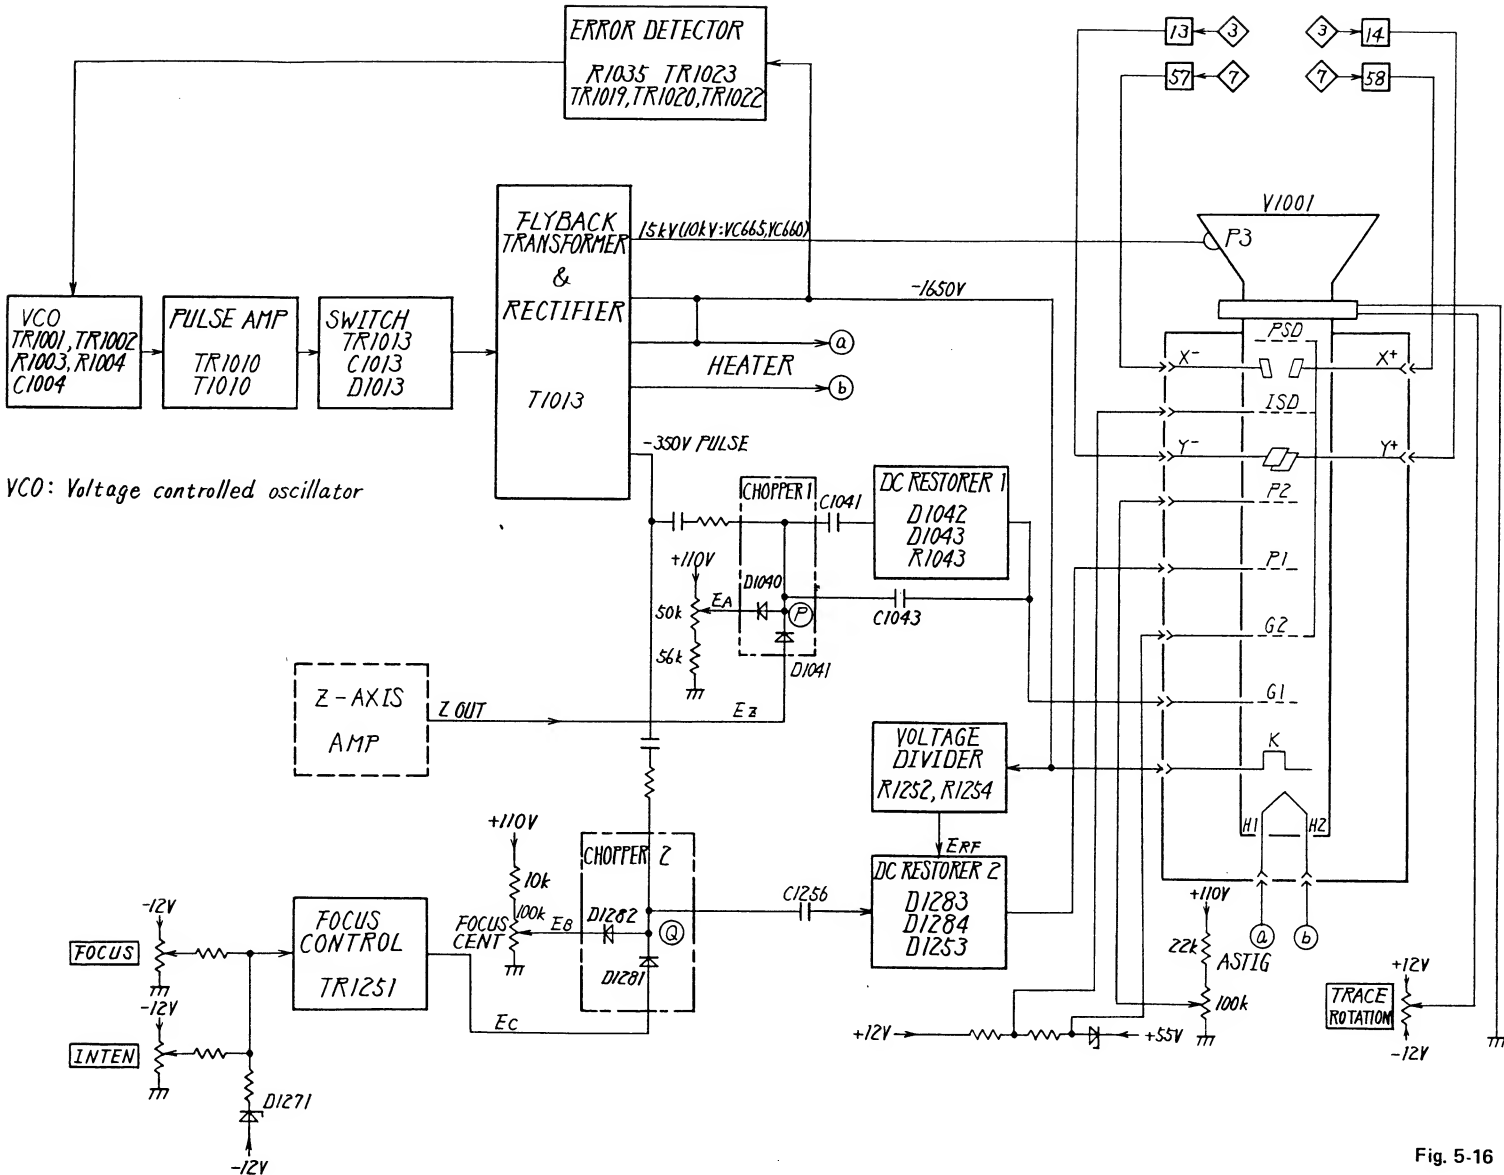 ERROR DETECTOR
R1035 TR1023
TR1019, TR1020, TR1022
13
3
3
14
57
7
7
58
V1001
P3
FLYBACK
TRANSFORMER
&
RECTIFIER
T1013
15kV(10kV:VC665,VC660)
-1650V
a
HEATER
b
-350V PULSE
VCO
TR1001, TR1002
R1003, R1004
C1004
PULSE AMP
TR1010
T1010
SWITCH
TR1013
C1013
D1013
VCO: Voltage controlled oscillator
PSD
X-
X+
ISD
Y-
Y+
P2
P1
G2
G1
K
H1
H2
CHOPPER 1
C1041
DC RESTORER 1
D1042
D1043
R1043
+110V
D1040
EA
50k
P
C1043
56k
D1041
Z-AXIS
AMP
Z OUT
EZ
VOLTAGE
DIVIDER
R1252, R1254
ERF
+110V
CHOPPER 2
10k
100k
FOCUS
CENT
EB
D1282
Q
D1281
EC
C1256
DC RESTORER 2
D1283
D1284
D1253
-12V
FOCUS
FOCUS
CONTROL
TR1251
-12V
INTEN
D1271
-12V
+110V
22k
ASTIG
100k
a
b
+12V
+55V
+12V
TRACE
ROTATION
-12V
Fig. 5-16